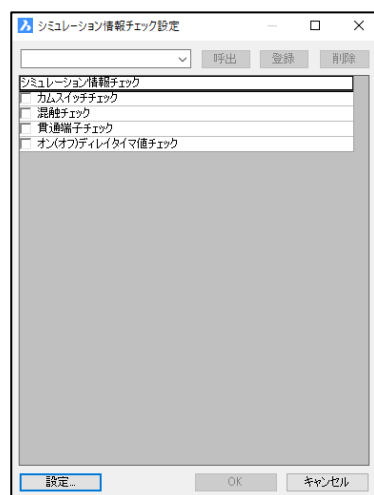 シミュレーション情報チェック設定
呼出 登録 削除
シミュレーション情報チェック
カムスイッチチェック
混触チェック
貫通端子チェック
オン(オフ)ディレイタイマ値チェック
設定... OK キャンセル